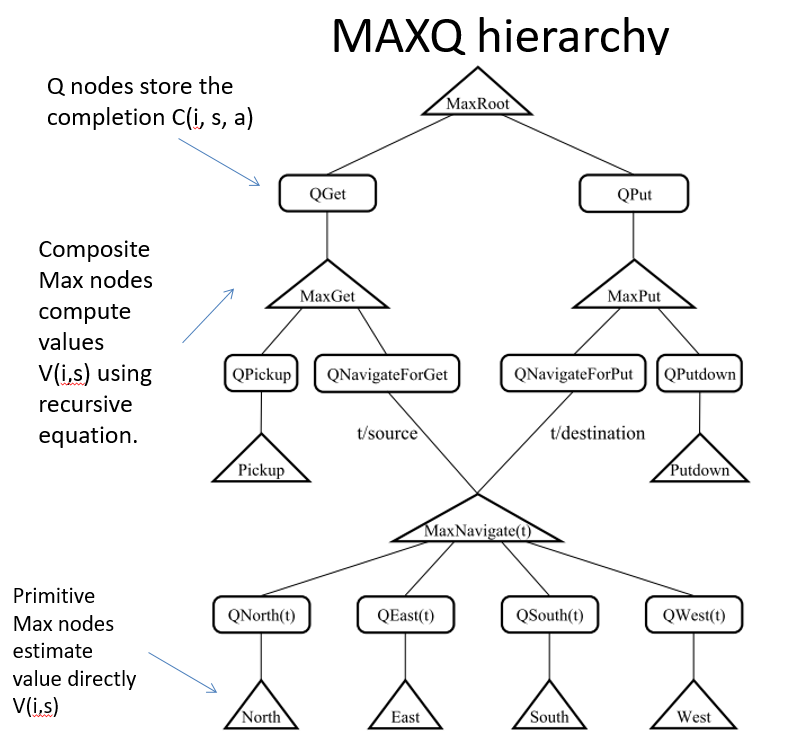 MAXQ hierarchy
Q nodes store the
completion C(i, s, a)
MaxRoot
QGet
QPut
Composite
Max nodes
compute
values
V(i,s) using
recursive
equation.
MaxGet
MaxPut
QPickup
QNavigateForGet
QNavigateForPut
QPutdown
t/source
t/destination
Pickup
Putdown
MaxNavigate(t)
Primitive
Max nodes
estimate
value directly
V(i,s)
QNorth(t)
QEast(t)
QSouth(t)
QWest(t)
North
East
South
West